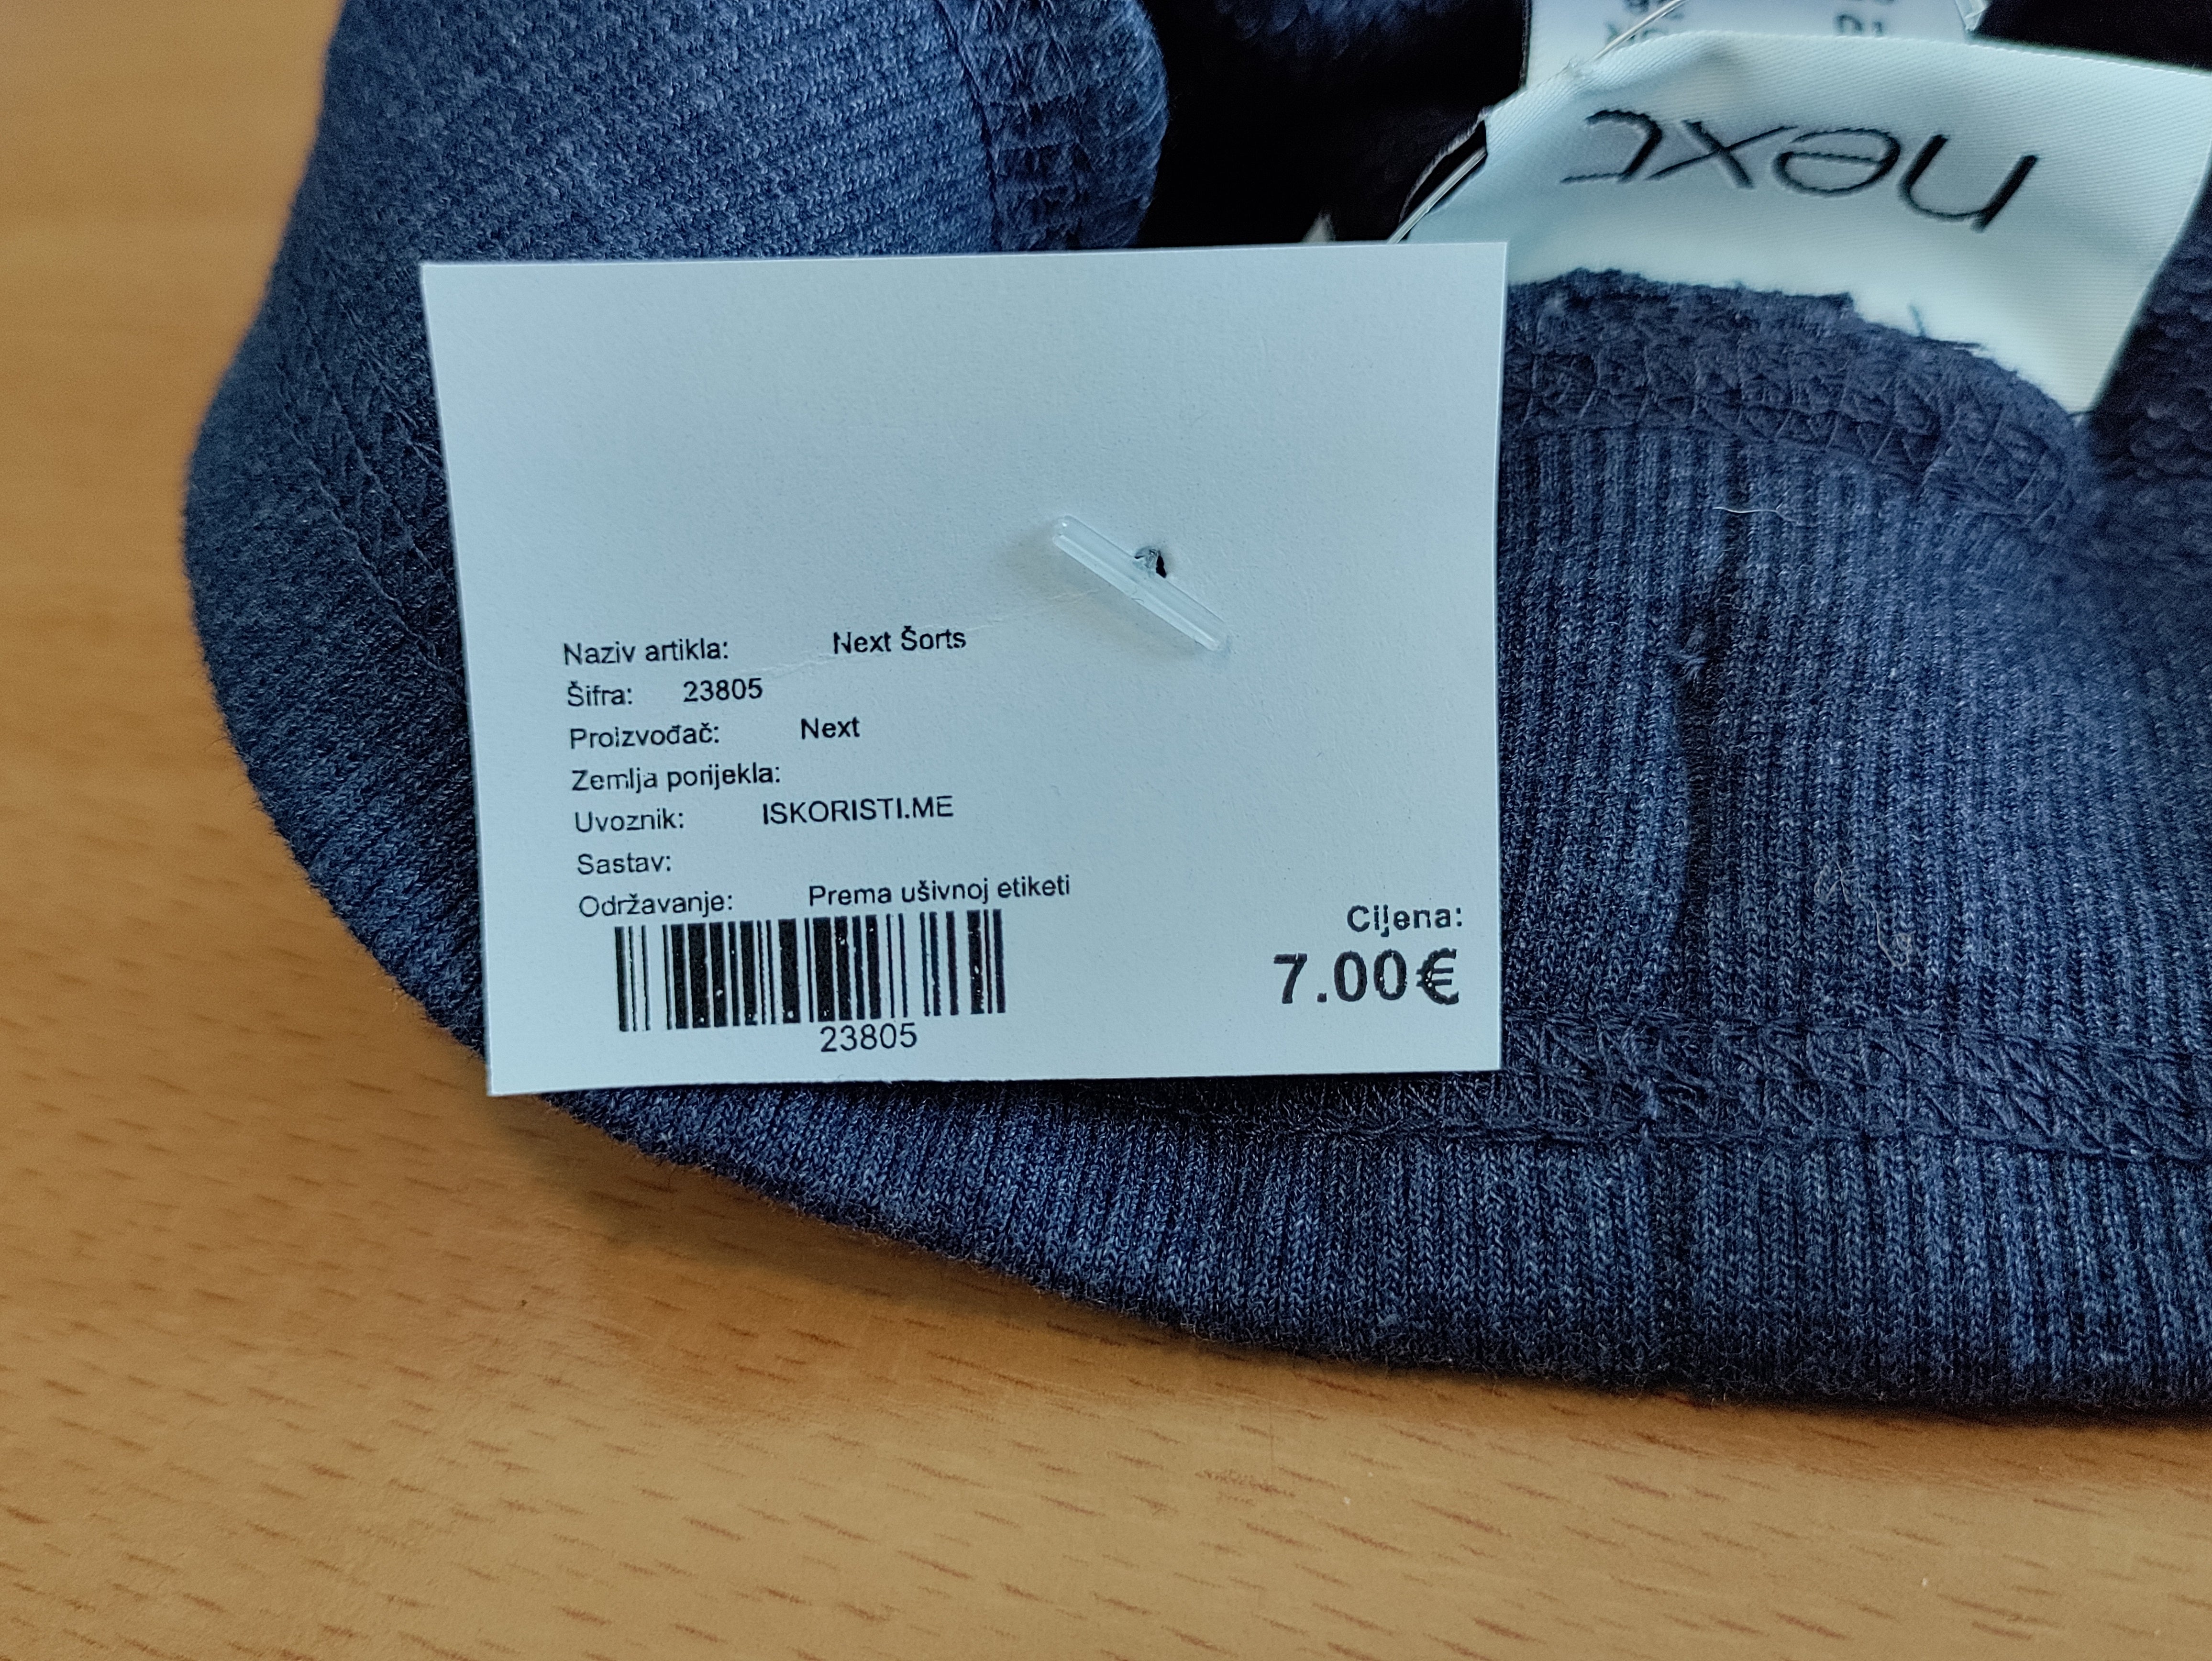 next
Naziv artikla: Next Šorts
Šifra: 23805
Proizvođač: Next
Zemlja porijekla:
Uvoznik: ISKORISTI.ME
Sastav:
Održavanje: Prema ušivnoj etiketi
23805
Cijena:
7.00€